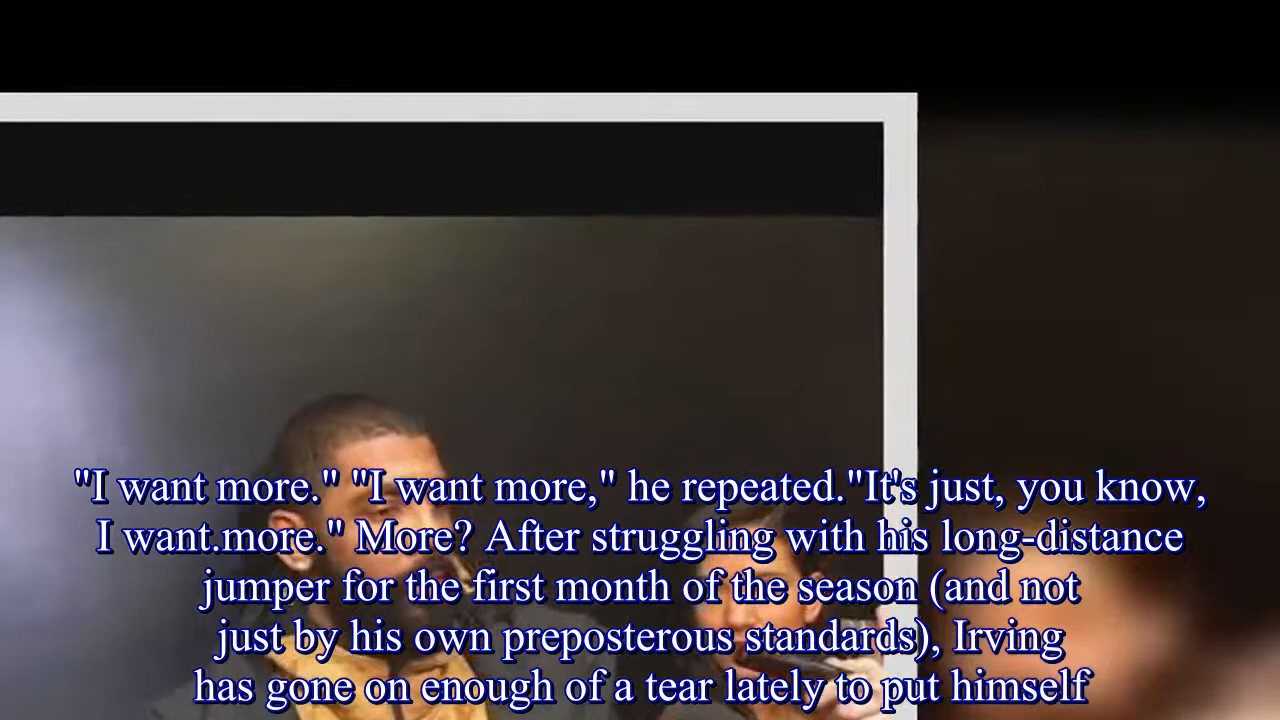 "I want more." "I want more," he repeated."It's just, you know,
I want.more." More? After struggling with his long-distance
jumper for the first month of the season (and not
just by his own preposterous standards), Irving
has gone on enough of a tear lately to put himself